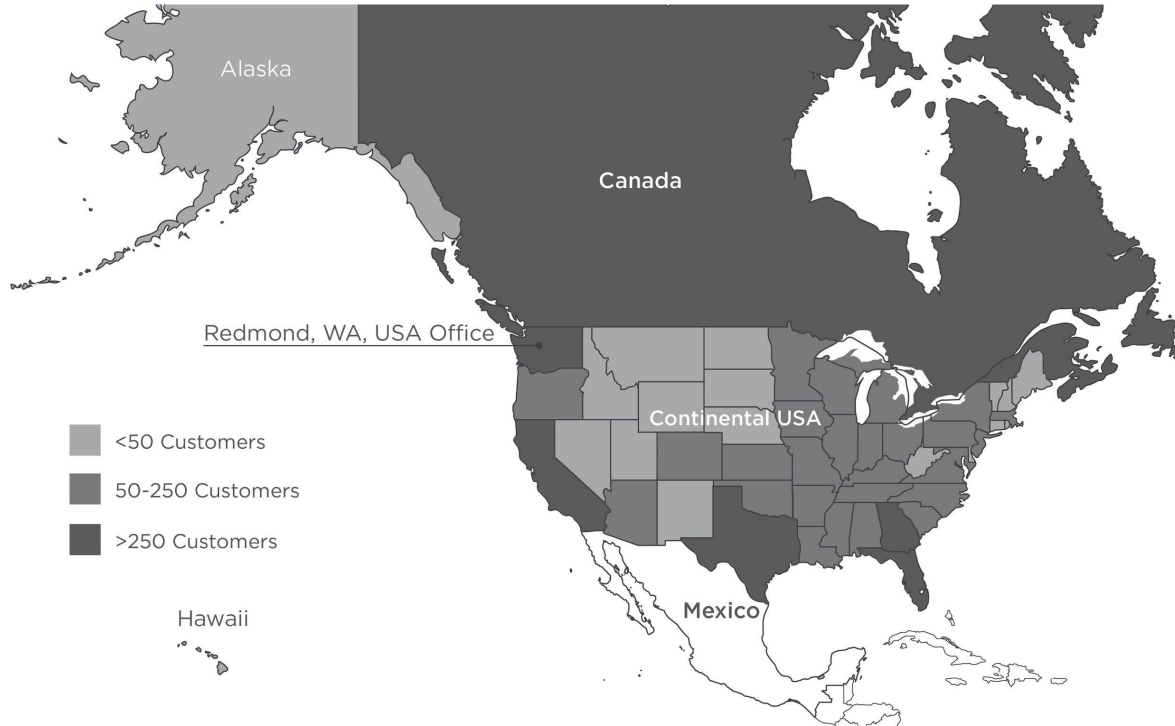 Alaska
Canada
Redmond, WA, USA Office
Continental USA
<50 Customers
50-250 Customers
>250 Customers
Hawaii
Mexico